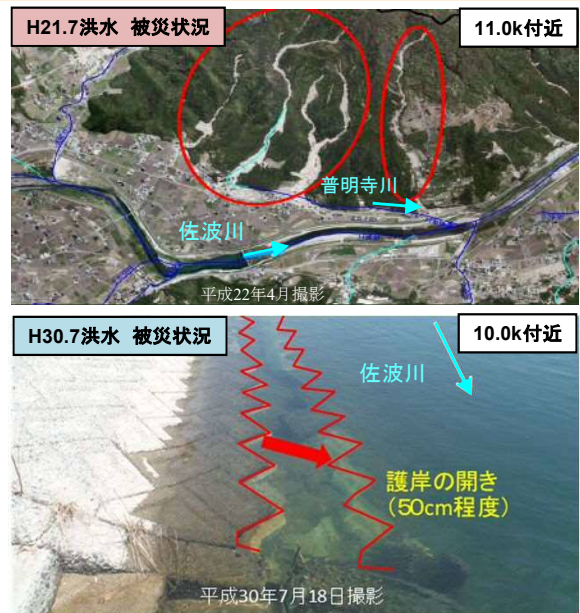 H21.7洪水 被災状況
11.0k付近
普明寺川
佐波川
平成22年4月撮影
H30.7洪水 被災状況
10.0k付近
佐波川
護岸の開き
(50cm程度)
平成30年7月18日撮影